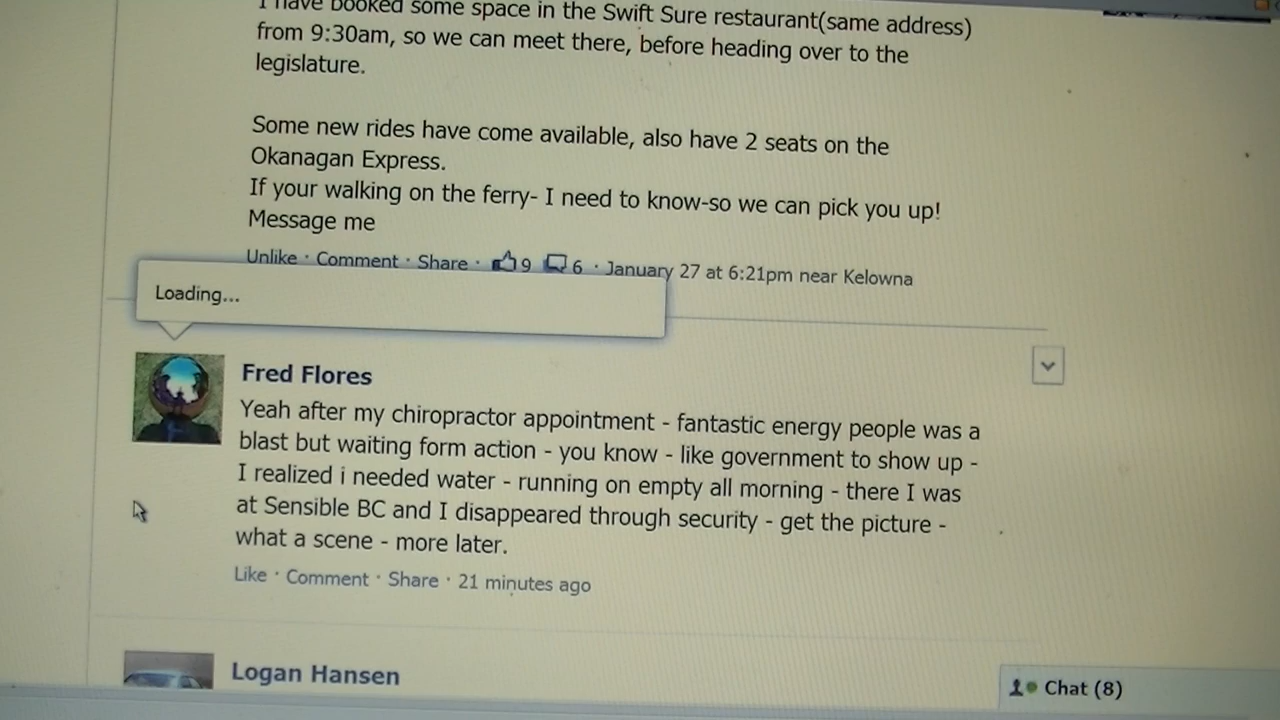 I have booked some space in the Swift Sure restaurant(same address)
from 9:30am, so we can meet there, before heading over to the
legislature.
Some new rides have come available, also have 2 seats on the
Okanagan Express.
If your walking on the ferry- I need to know-so we can pick you up!
Message me
Unlike · Comment · Share · 9 6 · January 27 at 6:21pm near Kelowna
Loading...
Fred Flores
Yeah after my chiropractor appointment - fantastic energy people was a
blast but waiting form action - you know - like government to show up -
I realized i needed water - running on empty all morning - there I was
at Sensible BC and I disappeared through security - get the picture -
what a scene - more later.
Like · Comment · Share · 21 minutes ago
Logan Hansen
Chat (8)